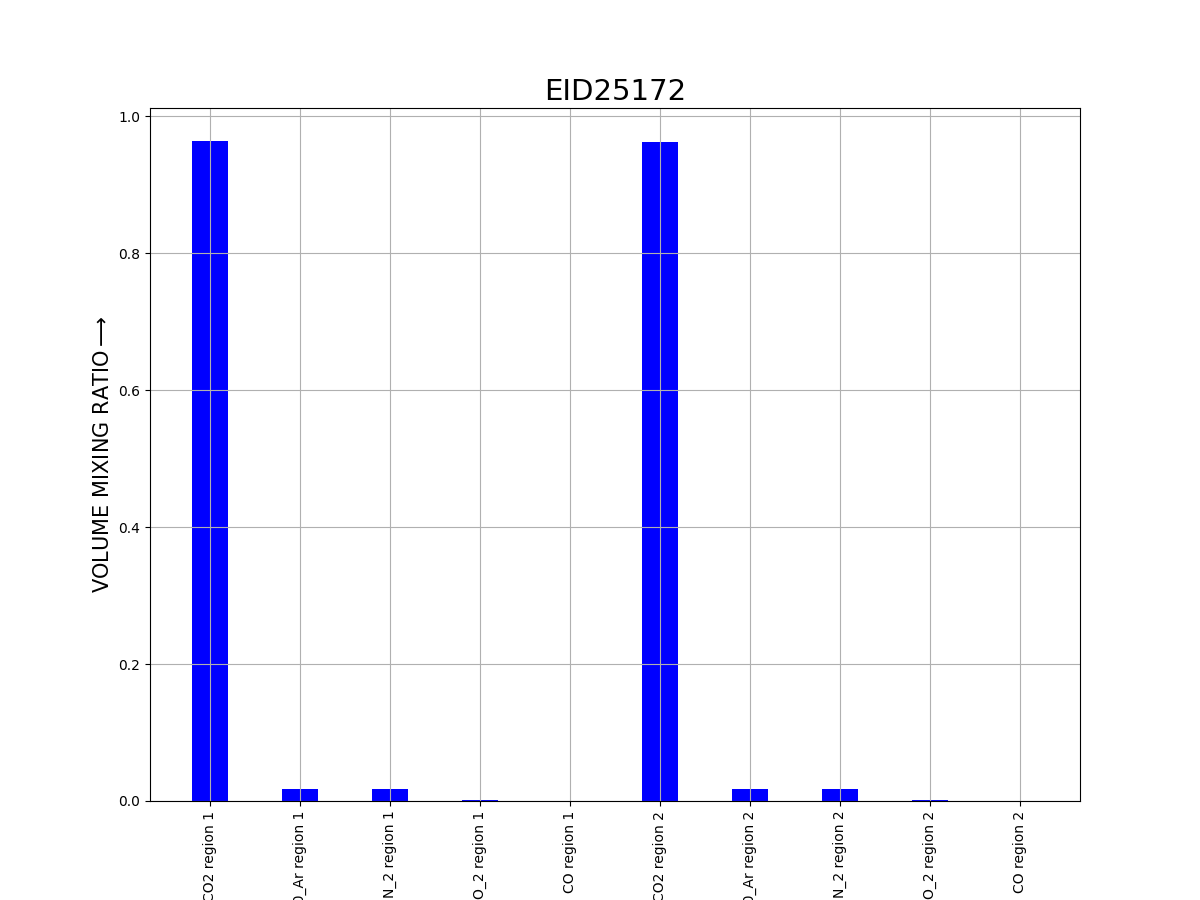 EID25172
VOLUME MIXING RATIO ⟶
1.0
0.8
0.6
0.4
0.2
0.0
CO2 region 1
_Ar region 1
N_2 region 1
O_2 region 1
CO region 1
CO2 region 2
_Ar region 2
N_2 region 2
O_2 region 2
CO region 2